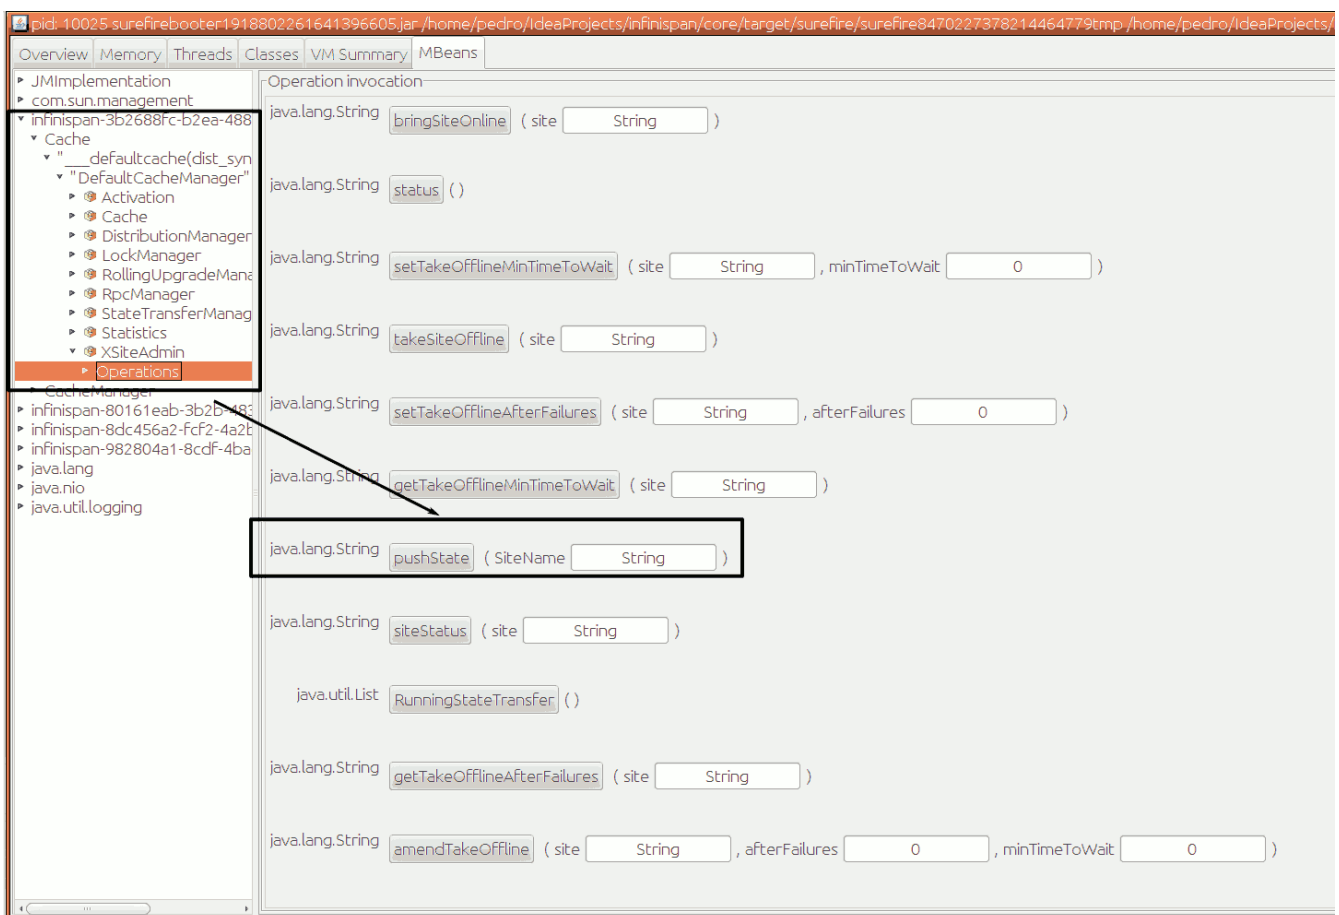 pid: 10025 surefirebooter1918802261641396605.jar /home/pedro/IdeaProjects/infinispan/core/target/surefire/surefire8470227378214464779tmp /home/pedro/IdeaProjects/
Overview Memory Threads Classes VM Summary MBeans
JMImplementation
com.sun.management
infinispan-3b2688fc-b2ea-488
Cache
"___defaultcache(dist_syn
"DefaultCacheManager"
Activation
Cache
DistributionManager
LockManager
RollingUpgradeMana
RpcManager
StateTransferManag
Statistics
XSiteAdmin
Operations
CacheManager
infinispan-80161eab-3b2b-483
infinispan-8dc456a2-fcf2-4a2b
infinispan-982804a1-8cdf-4ba
java.lang
java.nio
java.util.logging
Operation invocation
java.lang.String bringSiteOnline ( site String )
java.lang.String status ( )
java.lang.String setTakeOfflineMinTimeToWait ( site String , minTimeToWait 0 )
java.lang.String takeSiteOffline ( site String )
java.lang.String setTakeOfflineAfterFailures ( site String , afterFailures 0 )
java.lang.String getTakeOfflineMinTimeToWait ( site String )
java.lang.String pushState ( SiteName String )
java.lang.String siteStatus ( site String )
java.util.List RunningStateTransfer ( )
java.lang.String getTakeOfflineAfterFailures ( site String )
java.lang.String amendTakeOffline ( site String , afterFailures 0 , minTimeToWait 0 )